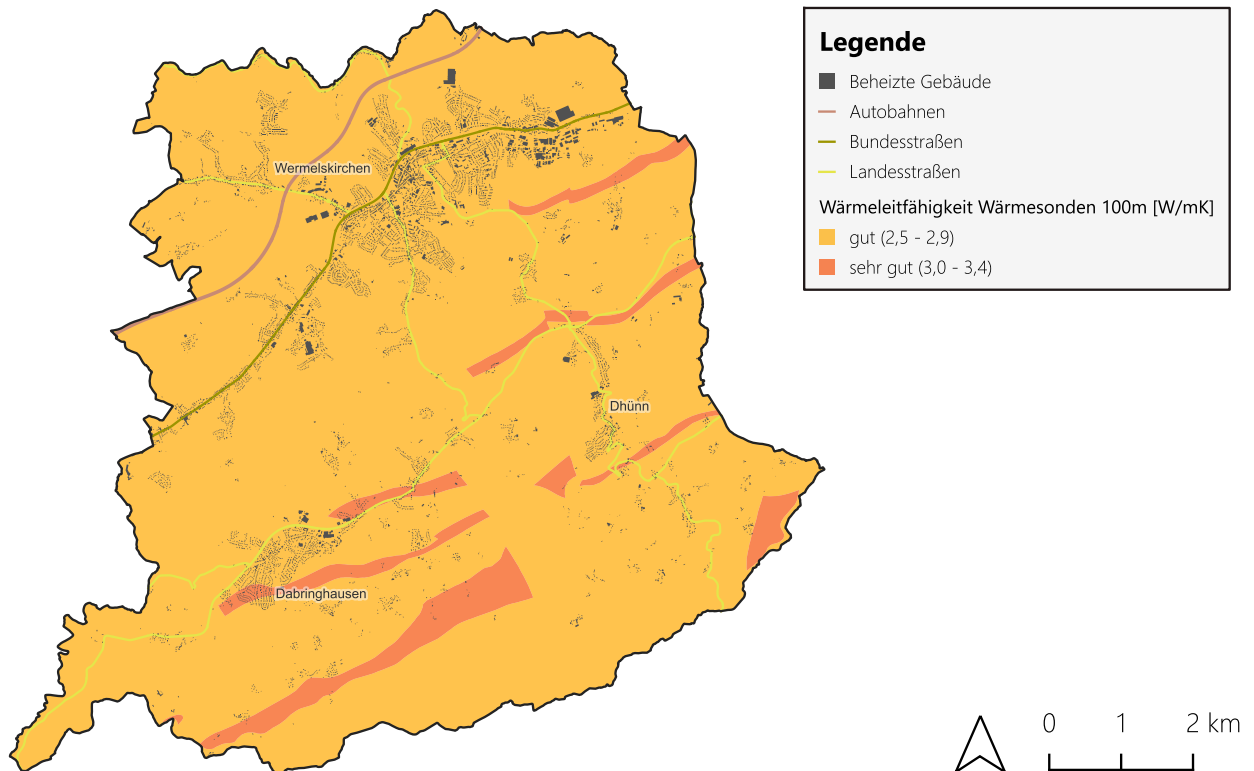 Legende
Beheizte Gebäude
Autobahnen
Bundesstraßen
Landesstraßen
Wärmeleitfähigkeit Wärmesonden 100m [W/mK]
gut (2,5 - 2,9)
sehr gut (3,0 - 3,4)
Wermelskirchen
Dhünn
Dabringhausen
0 1 2 km